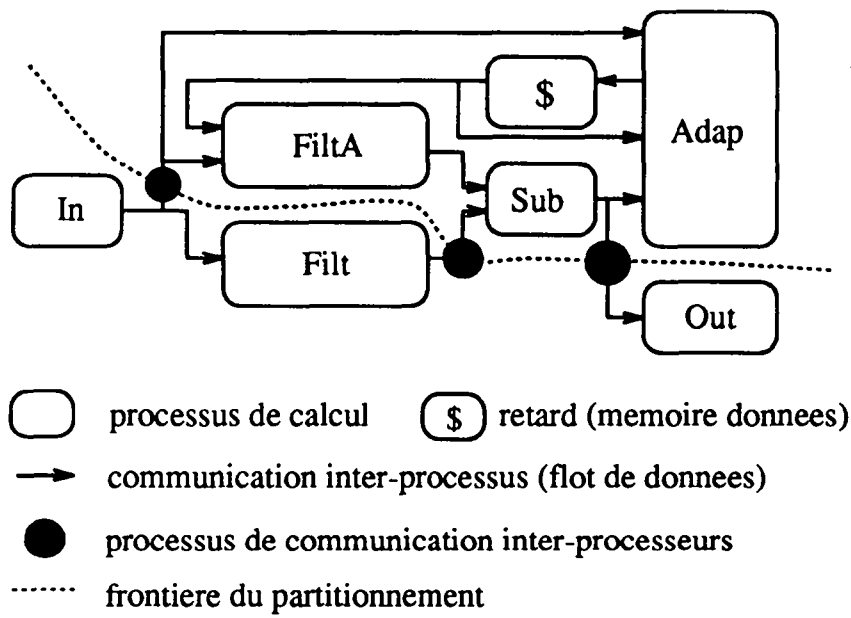 $
Adap
FiltA
In
Sub
Filt
Out
processus de calcul
$ retard (memoire donnees)
communication inter-processus (flot de donnees)
processus de communication inter-processeurs
frontiere du partitionnement